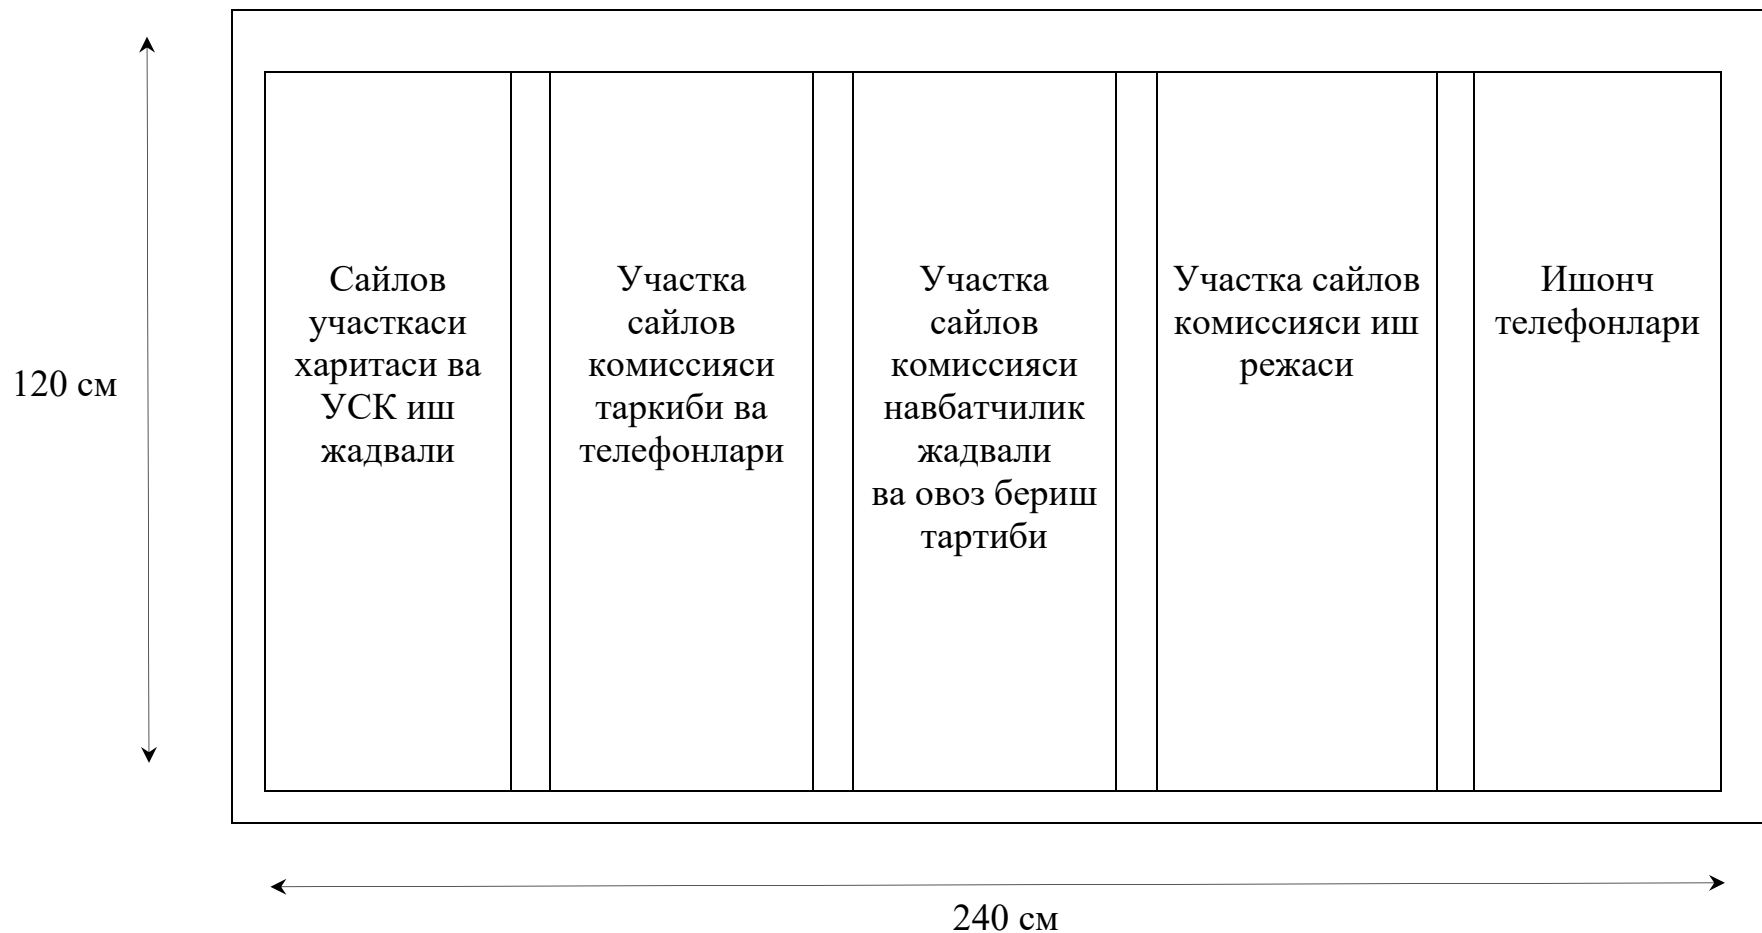 120 см
Сайлов
участкаси
харитаси ва
УСК иш
жадвали
Участка
сайлов
комиссияси
таркиби ва
телефонлари
Участка
сайлов
комиссияси
навбатчилик
жадвали
ва овоз бериш
тартиби
Участка сайлов
комиссияси иш
режаси
Ишонч
телефонлари
240 см